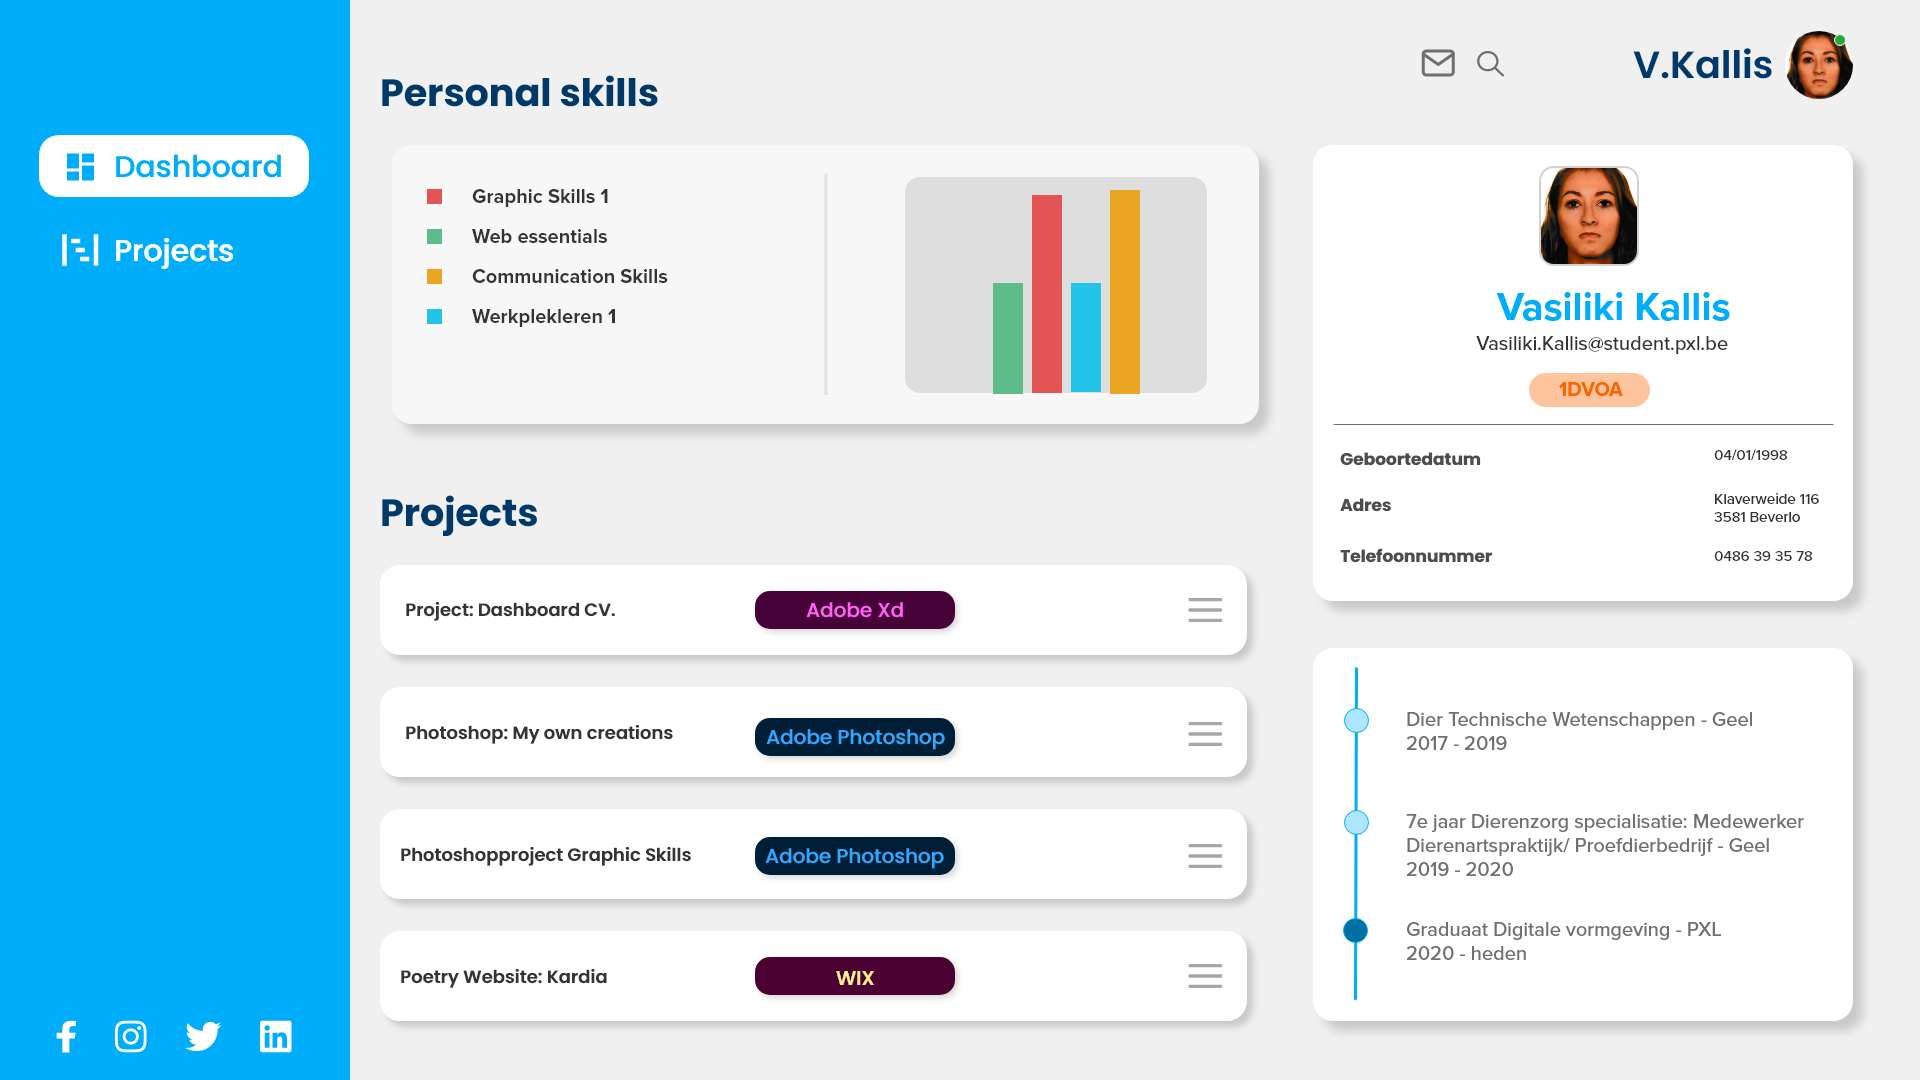 Dashboard
Projects
Personal skills
V.Kallis
Graphic Skills 1
Web essentials
Communication Skills
Werkplekleren 1
Projects
Project: Dashboard CV.
Adobe Xd
Photoshop: My own creations
Adobe Photoshop
Photoshopproject Graphic Skills
Adobe Photoshop
Poetry Website: Kardia
WIX
Vasiliki Kallis
Vasiliki.Kallis@student.pxl.be
1DVOA
Geboortedatum
04/01/1998
Adres
Klaverweide 116
3581 Beverlo
Telefoonnummer
0486 39 35 78
Dier Technische Wetenschappen - Geel
2017 - 2019
7e jaar Dierenzorg specialisatie: Medewerker
Dierenartspraktijk/ Proefdierbedrijf - Geel
2019 - 2020
Graduaat Digitale vormgeving - PXL
2020 - heden